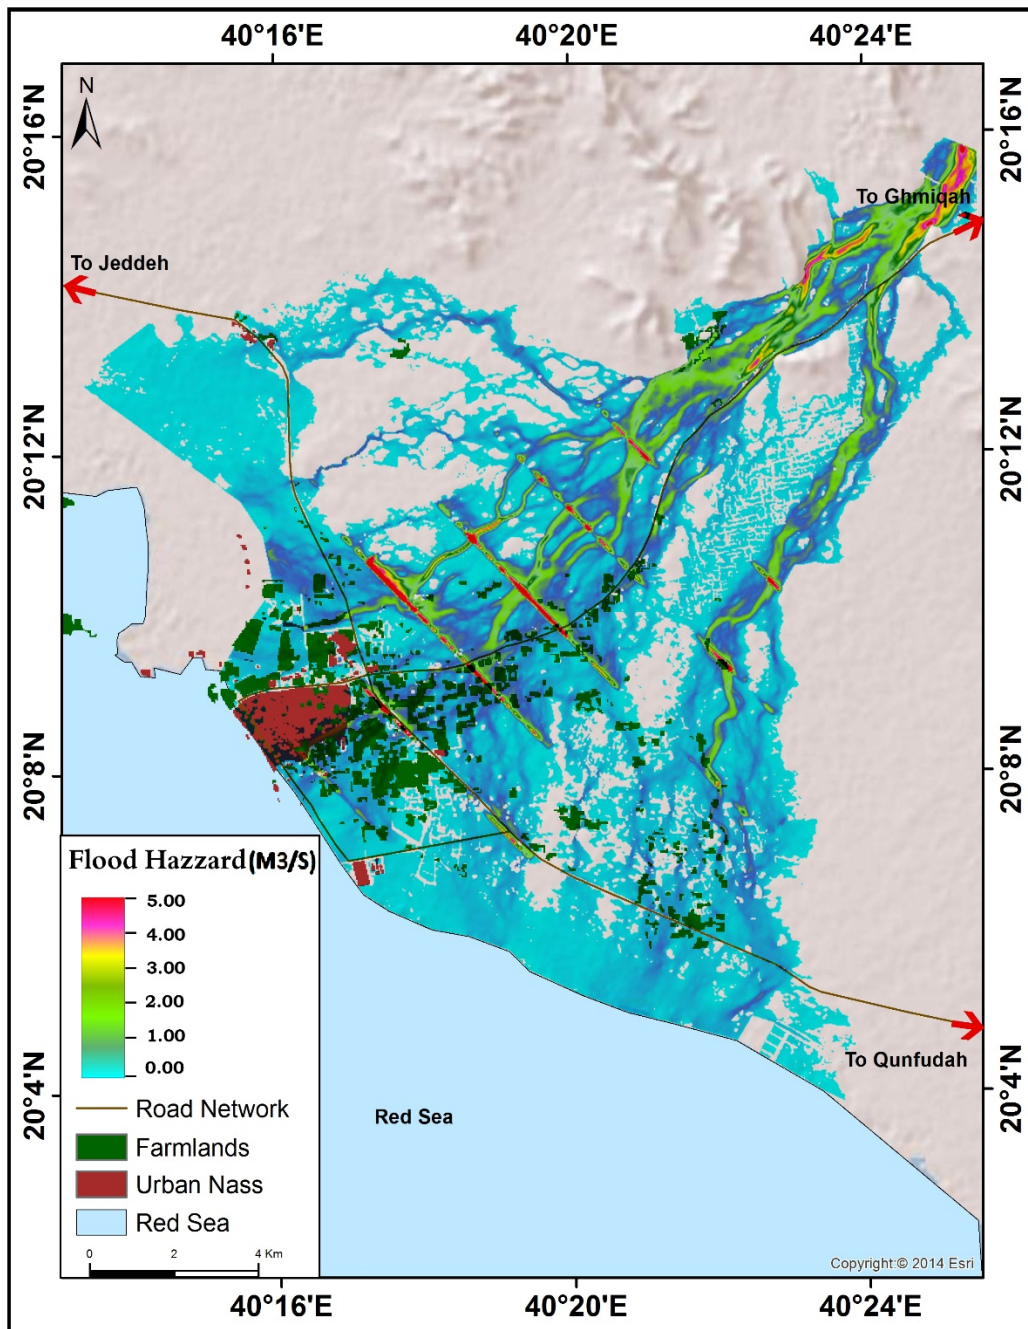 40°16'E 40°20'E 40°24'E
N
20°16'N 20°16'N
To Ghmiqah
To Jeddeh
20°12'N 20°12'N
20°8'N 20°8'N
Flood Hazzard(M3/S)
5.00
4.00
3.00
2.00
1.00
0.00
To Qunfudah
20°4'N 20°4'N
Road Network
Red Sea
Farmlands
Urban Nass
Red Sea
0 2 4 Km
Copyright:© 2014 Esri
40°16'E 40°20'E 40°24'E